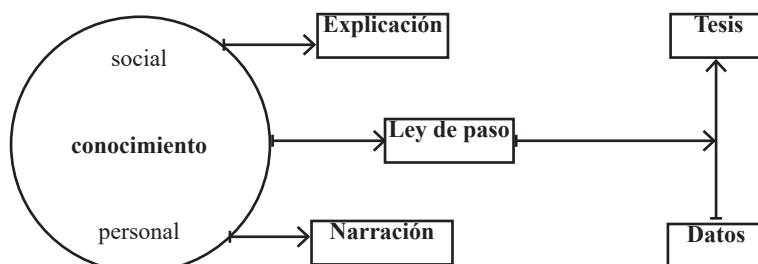 Explicación
Tesis
social
Ley de paso
conocimiento
personal
Narración
Datos